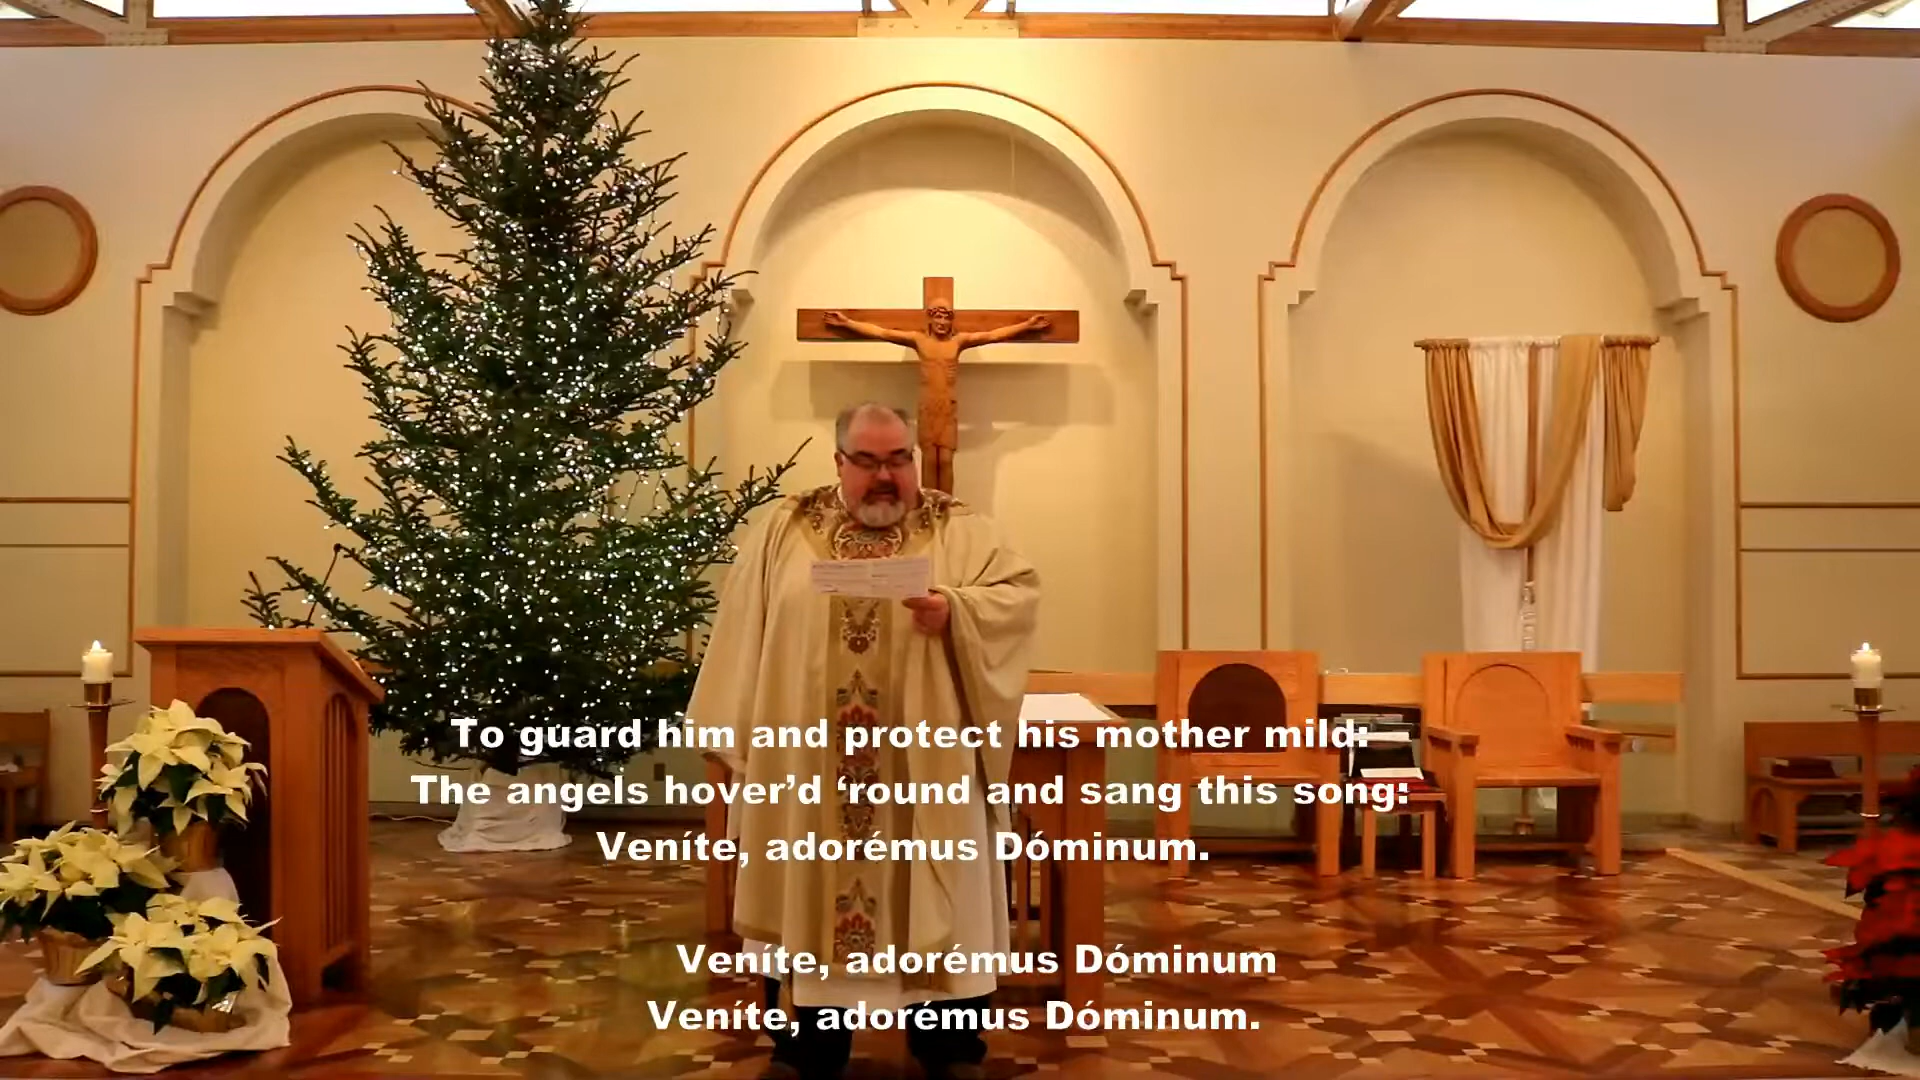 To guard him and protect his mother mild:
The angels hover’d ‘round and sang this song:
Veníte, adorémus Dóminum.
Veníte, adorémus Dóminum
Veníte, adorémus Dóminum.